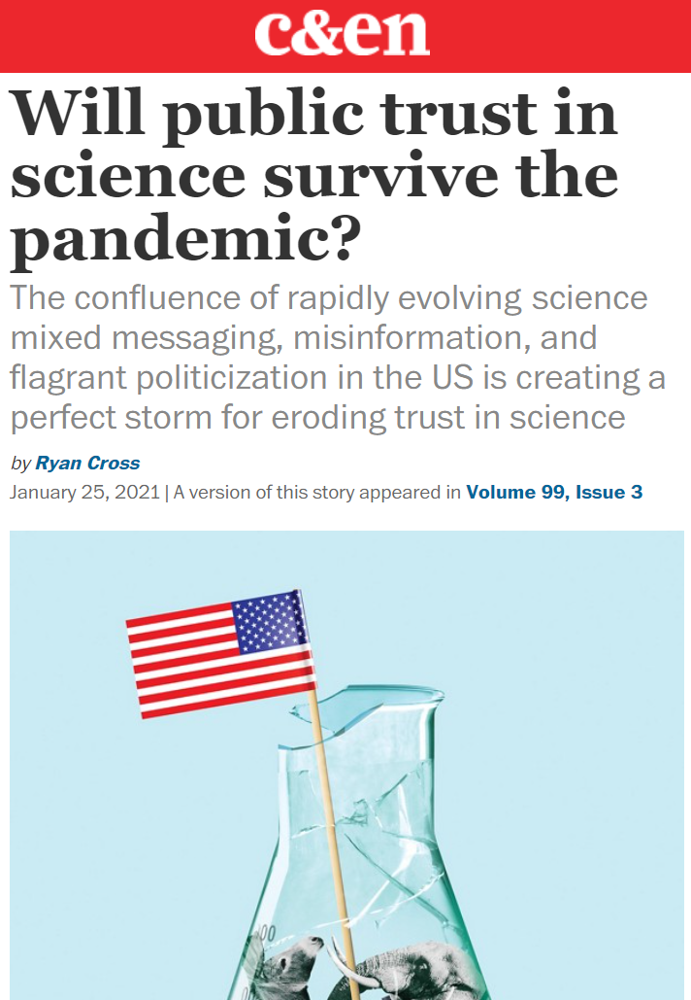 c&en
Will public trust in
science survive the
pandemic?
The confluence of rapidly evolving science
mixed messaging, misinformation, and
flagrant politicization in the US is creating a
perfect storm for eroding trust in science
by Ryan Cross
January 25, 2021 | A version of this story appeared in Volume 99, Issue 3